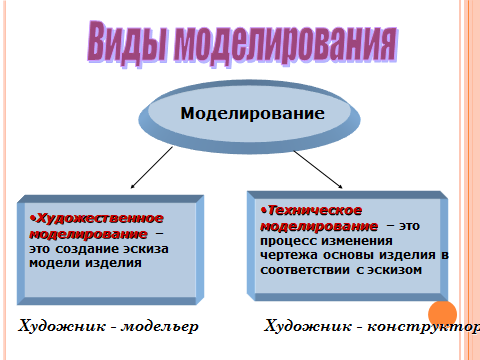 Виды моделирования
Моделирование
•Художественное
моделирование –
это создание эскиза
модели изделия
•Техническое
моделирование – это
процесс изменения
чертежа основы изделия в
соответствии с эскизом
Художник - модельер
Художник - конструктор